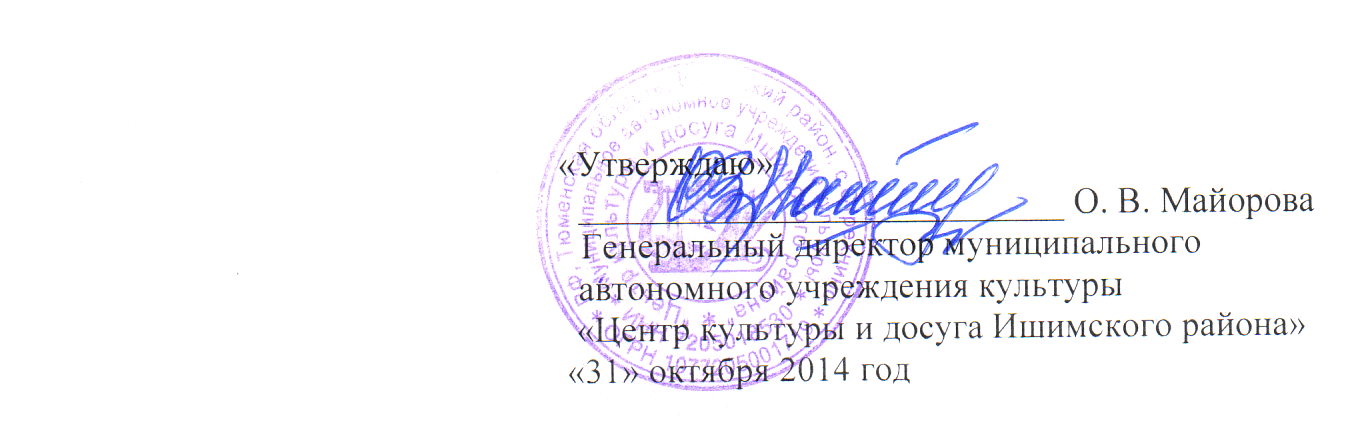 «Утверждаю»
О. В. Майорова
Генеральный директор муниципального
автономного учреждения культуры
«Центр культуры и досуга Ишимского района»
«31» октября 2014 год